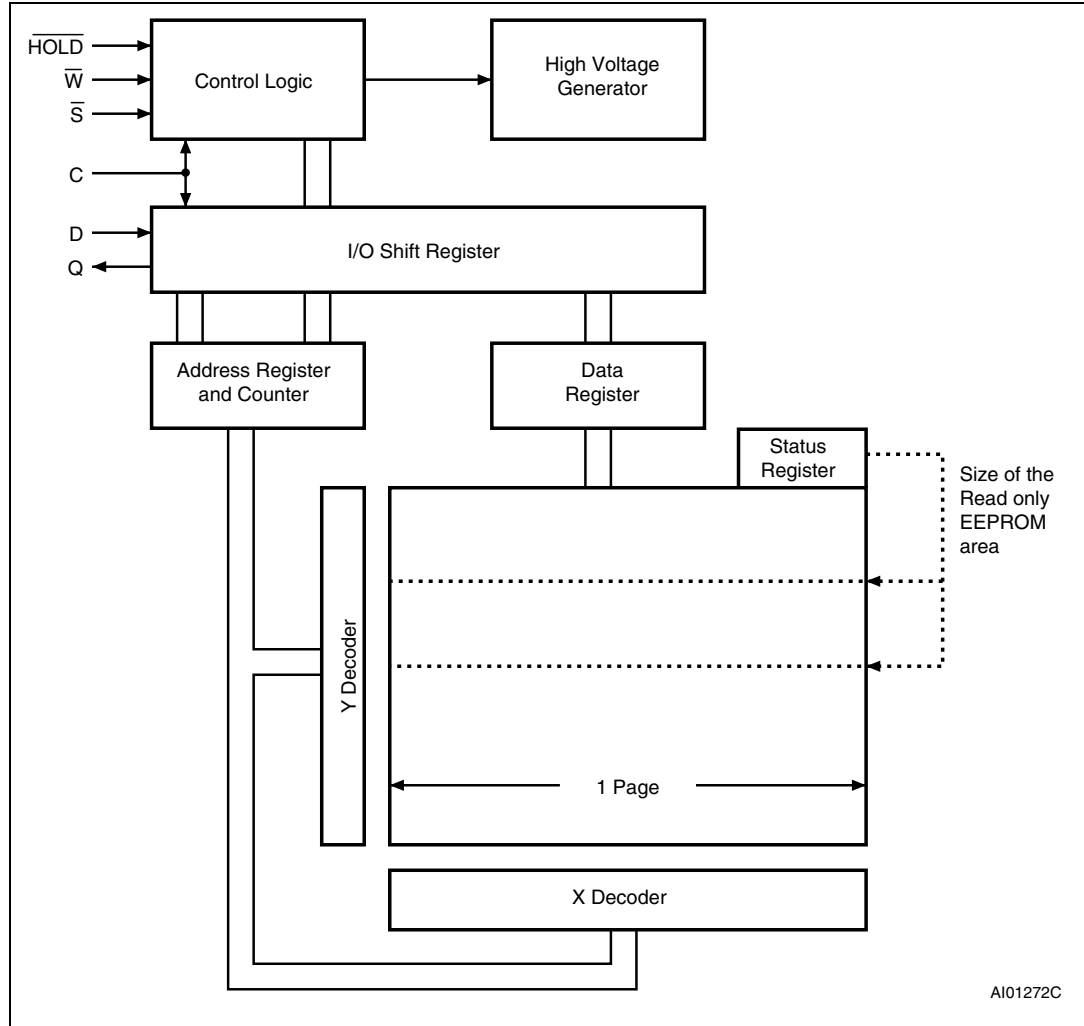 H̅O̅L̅D̅
W̅
S̅
C
D
Q
Control Logic
High Voltage
Generator
I/O Shift Register
Address Register
and Counter
Data
Register
Status
Register
Size of the
Read only
EEPROM
area
Y Decoder
1 Page
X Decoder
AI01272C